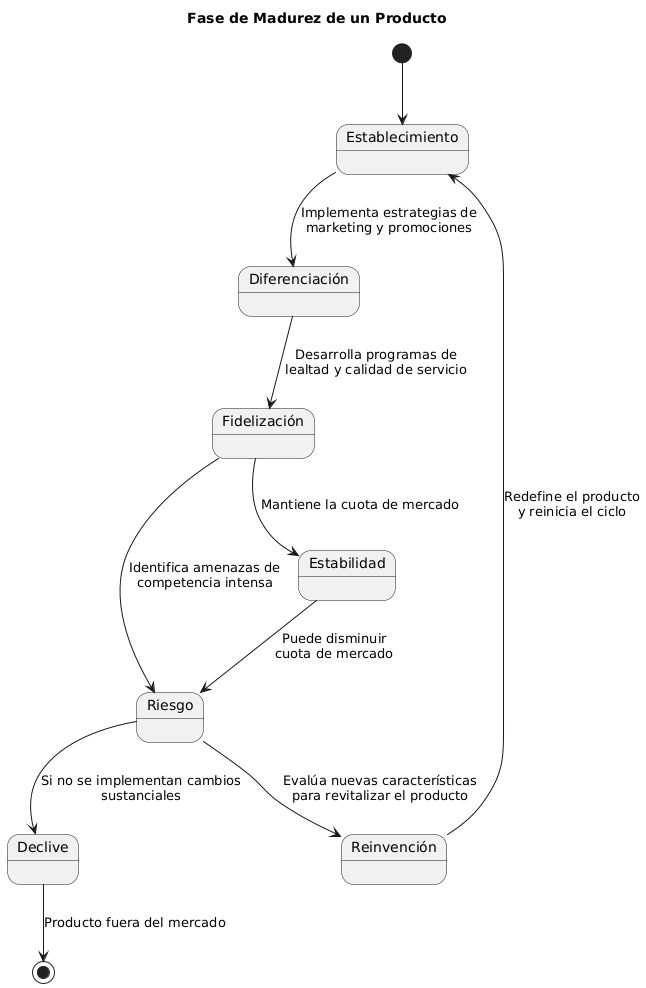 Fase de Madurez de un Producto
Establecimiento
Implementa estrategias de
marketing y promociones
Diferenciación
Desarrolla programas de
lealtad y calidad de servicio
Fidelización
Mantiene la cuota de mercado
Redefine el producto
y reinicia el ciclo
Identifica amenazas de
competencia intensa
Estabilidad
Puede disminuir
cuota de mercado
Riesgo
Si no se implementan cambios
sustanciales
Evalúa nuevas características
para revitalizar el producto
Declive
Reinvención
Producto fuera del mercado